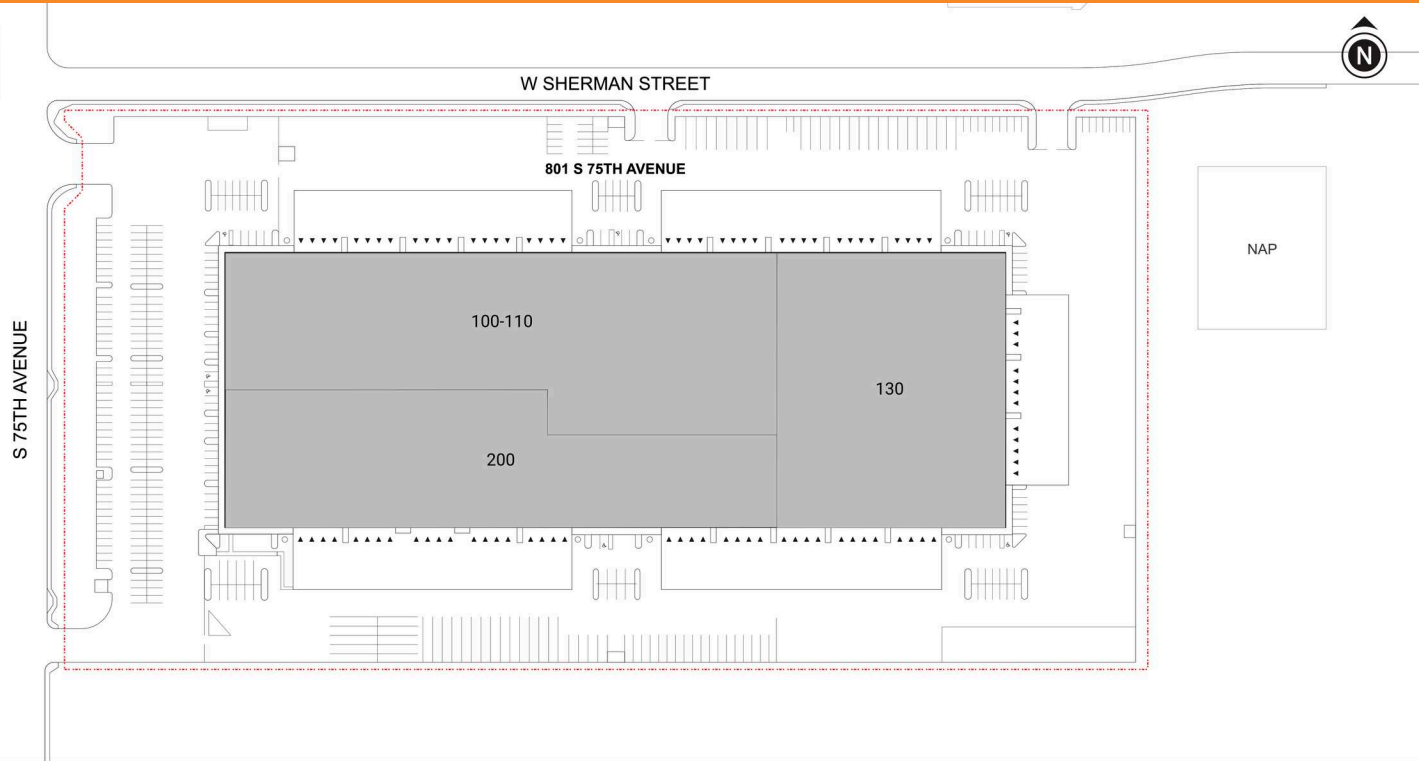 N
W SHERMAN STREET
801 S 75TH AVENUE
NAP
S 75TH AVENUE
100-110
130
200